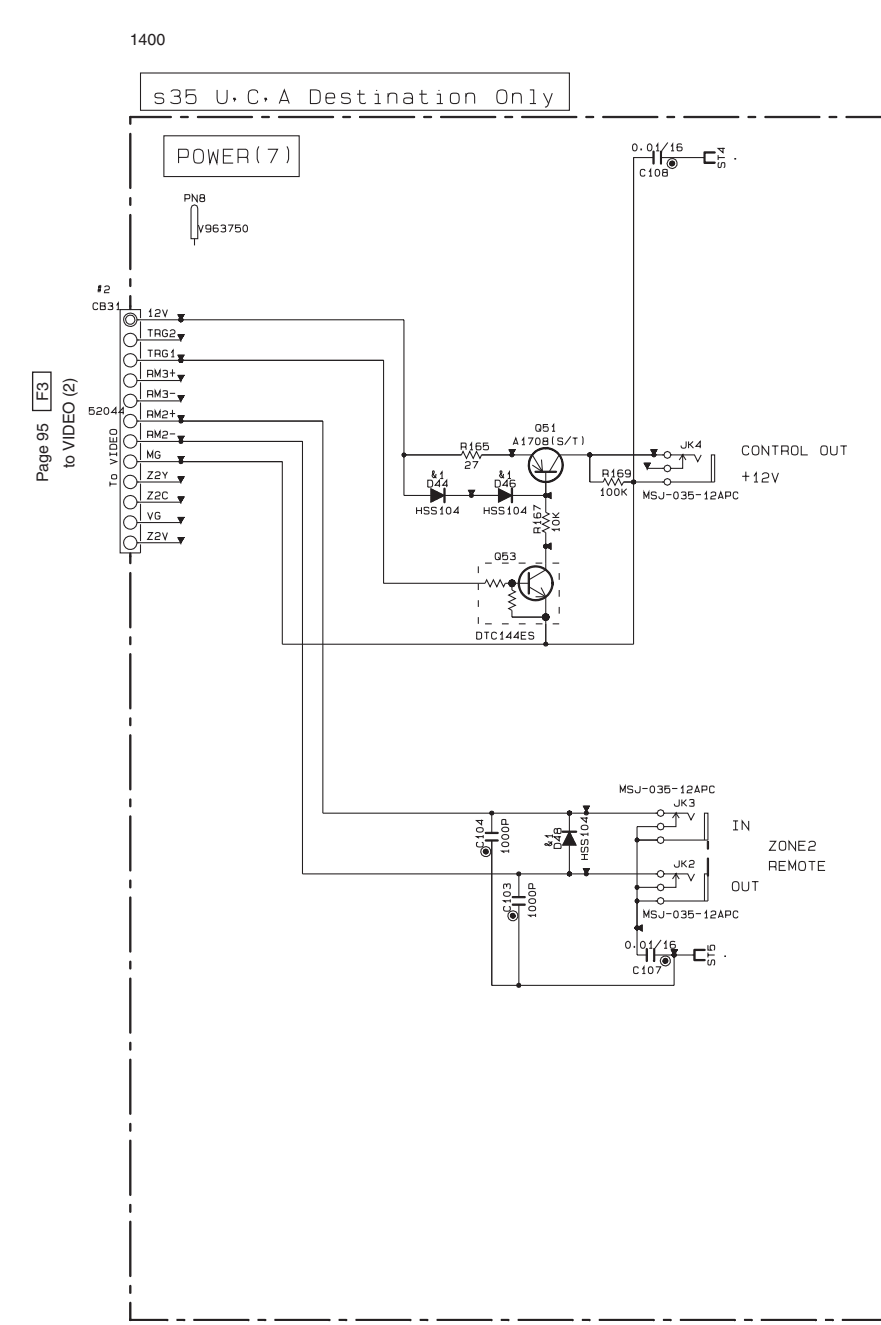 1400
s35 U,C,A Destination Only
POWER(7)
0.01/16
C108
ST4
PN8
V963750
#2
CB31
12V
TRG2
TRG1
RM3+
RM3-
52044
RM2+
RM2-
MG
Z2Y
Z2C
VG
Z2V
To VIDEO
Page 95 F3
to VIDEO (2)
Q51
A1708(S/T)
R165
27
JK4
CONTROL OUT
+12V
R169
100K
MSJ-035-12APC
&1
D44
HSS104
&1
D46
HSS104
R167
10K
Q53
DTC144ES
MSJ-035-12APC
JK3
IN
C104
1000P
&1
D48
HSS104
ZONE2
REMOTE
JK2
OUT
C103
1000P
MSJ-035-12APC
0.01/16
C107
ST5